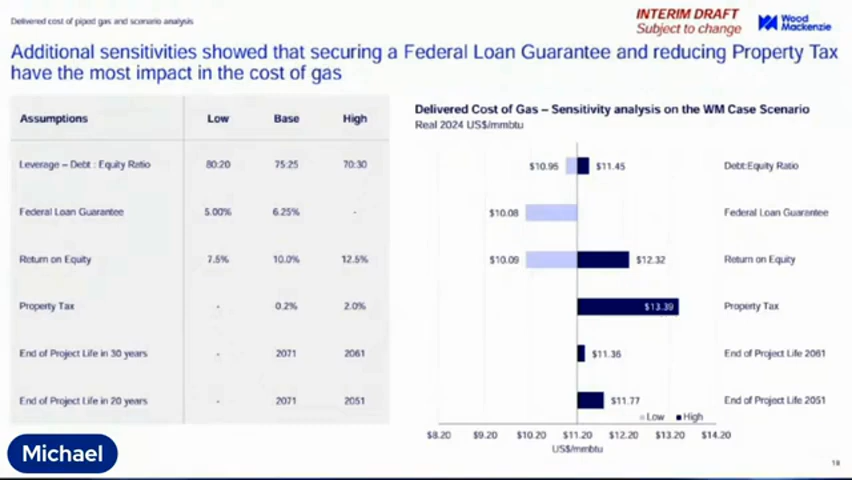 Delivered cost of piped gas and scenario analysis
INTERIM DRAFT
Subject to change
Wood
Mackenzie
Additional sensitivities showed that securing a Federal Loan Guarantee and reducing Property Tax
have the most impact in the cost of gas
Assumptions Low Base High
Leverage – Debt : Equity Ratio 80:20 75:25 70:30
Federal Loan Guarantee 5.00% 6.25% -
Return on Equity 7.5% 10.0% 12.5%
Property Tax - 0.2% 2.0%
End of Project Life in 30 years - 2071 2061
End of Project Life in 20 years - 2071 2051
Delivered Cost of Gas – Sensitivity analysis on the WM Case Scenario
Real 2024 US$/mmbtu
$10.95 $11.45 Debt:Equity Ratio
$10.08 Federal Loan Guarantee
$10.09 $12.32 Return on Equity
$13.39 Property Tax
$11.36 End of Project Life 2061
$11.77 End of Project Life 2051
Low High
$8.20 $9.20 $10.20 $11.20 $12.20 $13.20 $14.20
US$/mmbtu
Michael
18